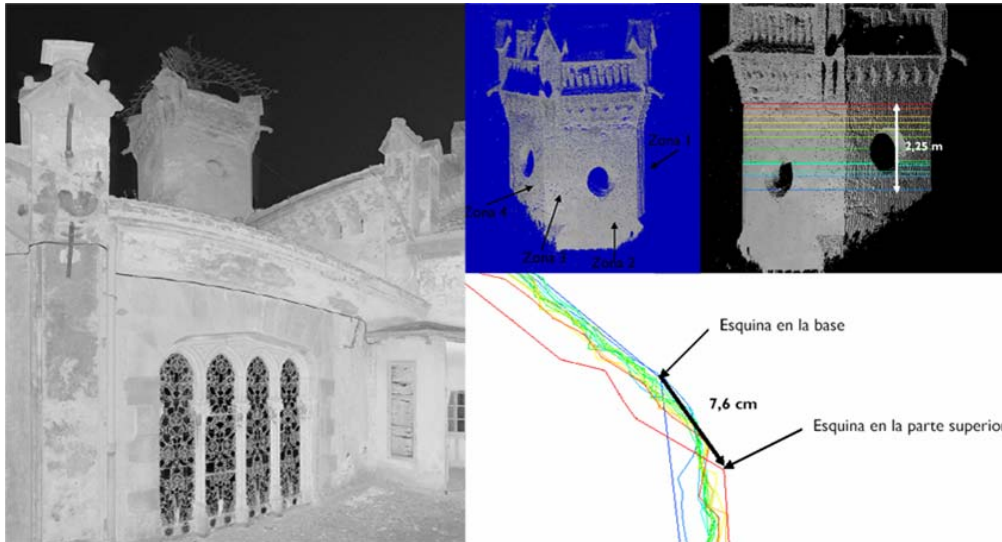 Zona 1
Zona 4
Zona 3
Zona 2
2,25 m
Esquina en la base
7,6 cm
Esquina en la parte superior